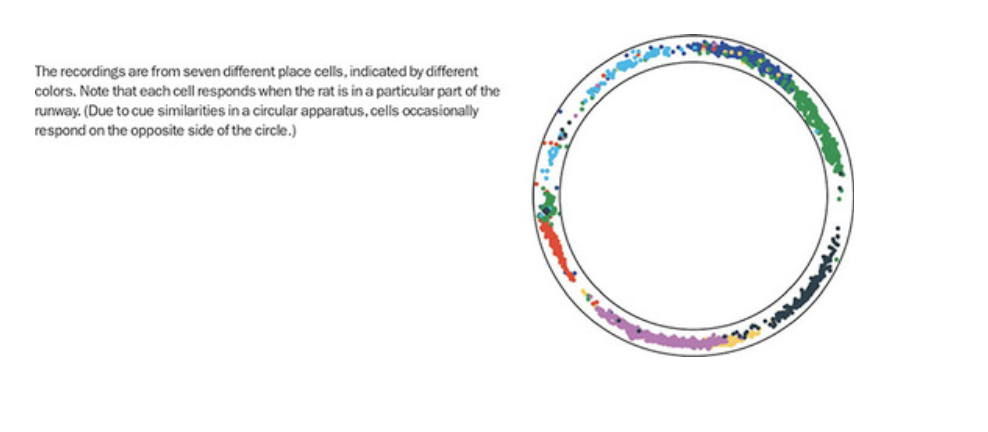 The recordings are from seven different place cells, indicated by different
colors. Note that each cell responds when the rat is in a particular part of the
runway. (Due to cue similarities in a circular apparatus, cells occasionally
respond on the opposite side of the circle.)